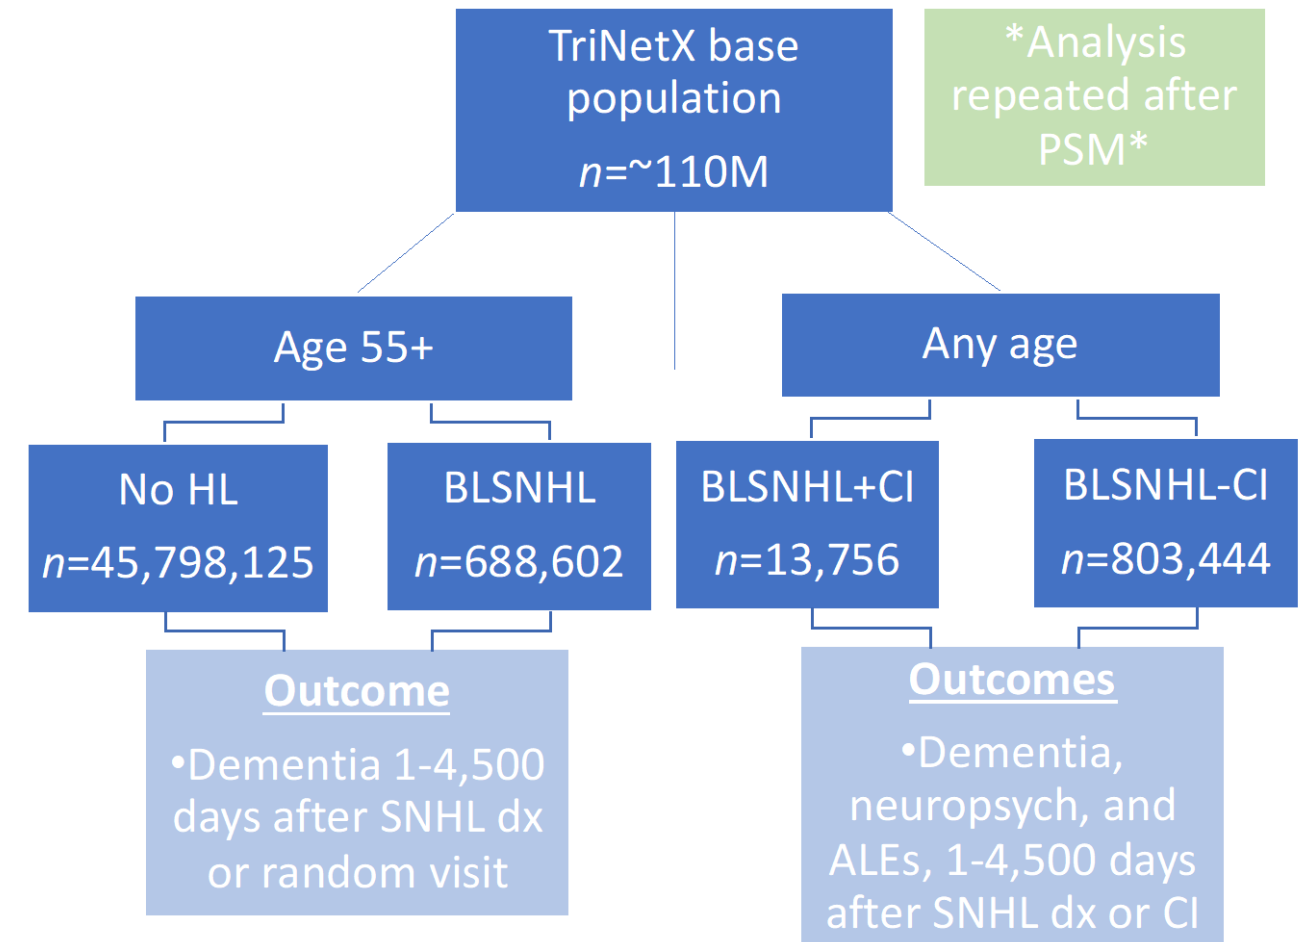 TriNetX base
population
n=~110M
*Analysis
repeated after
PSM*
Age 55+
Any age
No HL
n=45,798,125
BLSNHL
n=688,602
BLSNHL+CI
n=13,756
BLSNHL-CI
n=803,444
Outcome
•Dementia 1-4,500
days after SNHL dx
or random visit
Outcomes
•Dementia,
neuropsych, and
ALEs, 1-4,500 days
after SNHL dx or CI